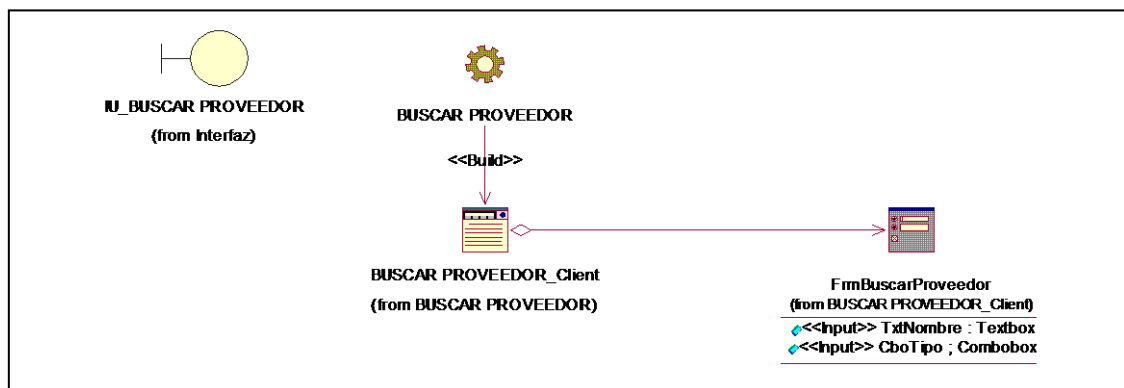 IU_BUSCAR PROVEEDOR
(from Interfaz)
BUSCAR PROVEEDOR
<<Build>>
BUSCAR PROVEEDOR_Client
(from BUSCAR PROVEEDOR)
FrmBuscarProveedor
(from BUSCAR PROVEEDOR_Client)
<<Input>> TxtNombre : Textbox
<<Input>> CboTipo ; Combobox